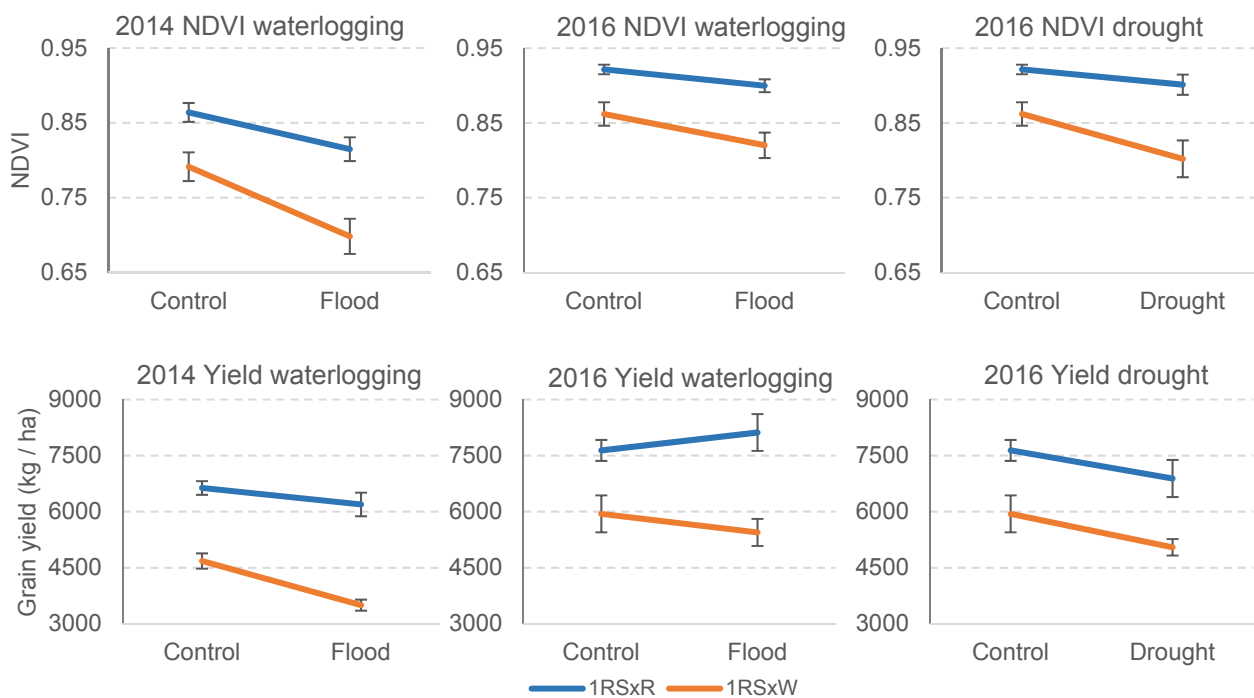 2014 NDVI waterlogging
2016 NDVI waterlogging
2016 NDVI drought
NDVI
0.95
0.85
0.75
0.65
Control
Flood
0.95
0.85
0.75
0.65
Control
Flood
0.95
0.85
0.75
0.65
Control
Drought
2014 Yield waterlogging
2016 Yield waterlogging
2016 Yield drought
Grain yield (kg / ha)
9000
7500
6000
4500
3000
Control
Flood
9000
7500
6000
4500
3000
Control
Flood
9000
7500
6000
4500
3000
Control
Drought
1RSxR
1RSxW